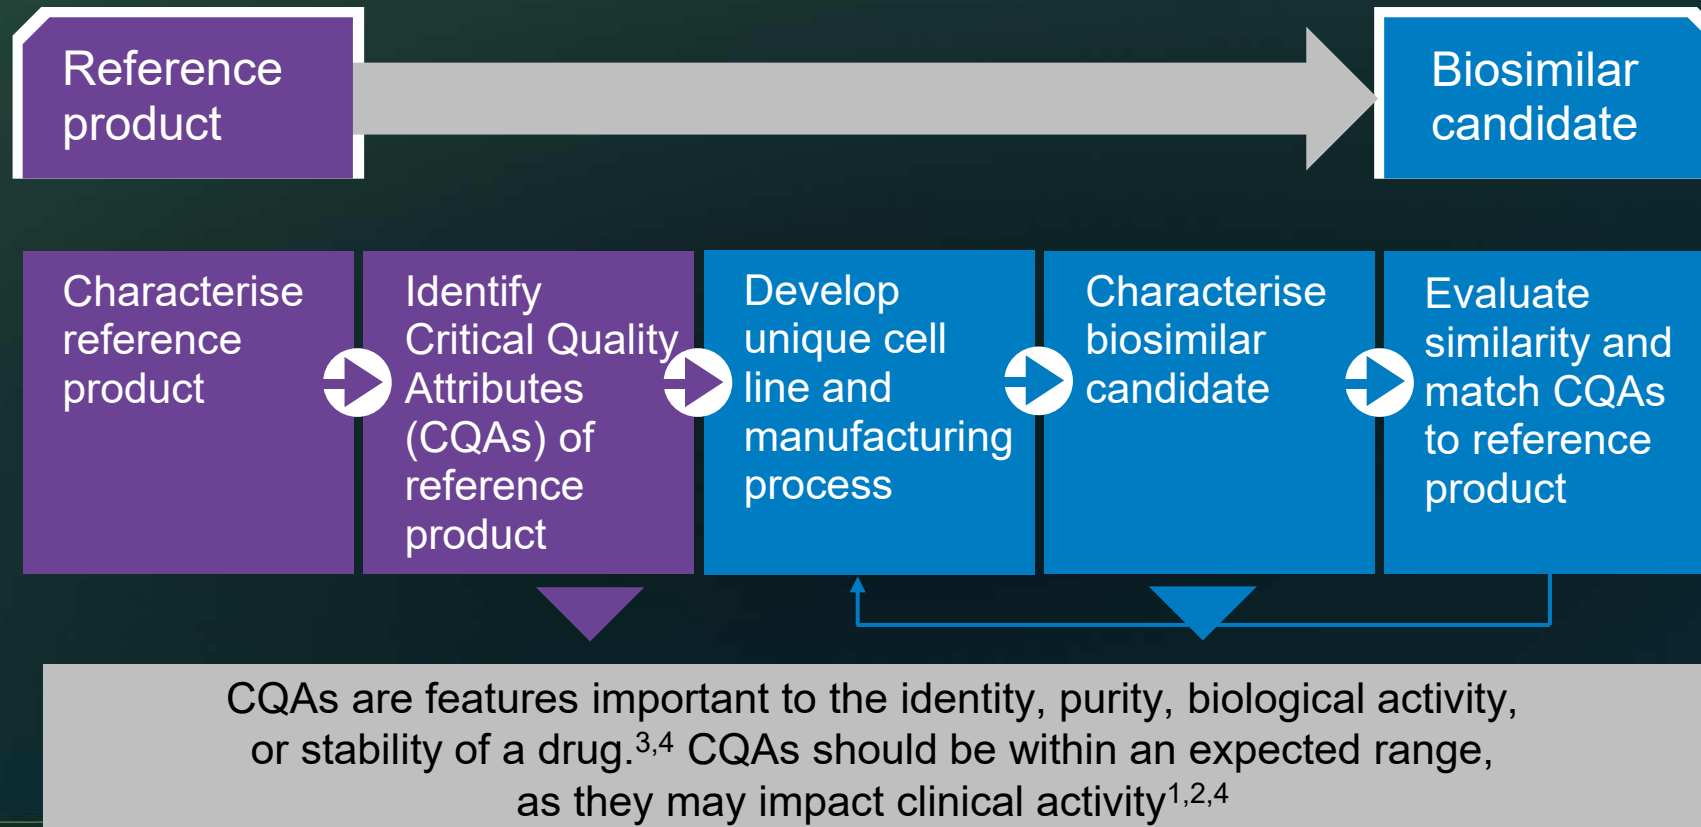 Reference
product
Biosimilar
candidate
Characterise
reference
product
Identify
Critical Quality
Attributes
(CQAs) of
reference
product
Develop
unique cell
line and
manufacturing
process
Characterise
biosimilar
candidate
Evaluate
similarity and
match CQAs
to reference
product
CQAs are features important to the identity, purity, biological activity,
or stability of a drug.3,4 CQAs should be within an expected range,
as they may impact clinical activity1,2,4